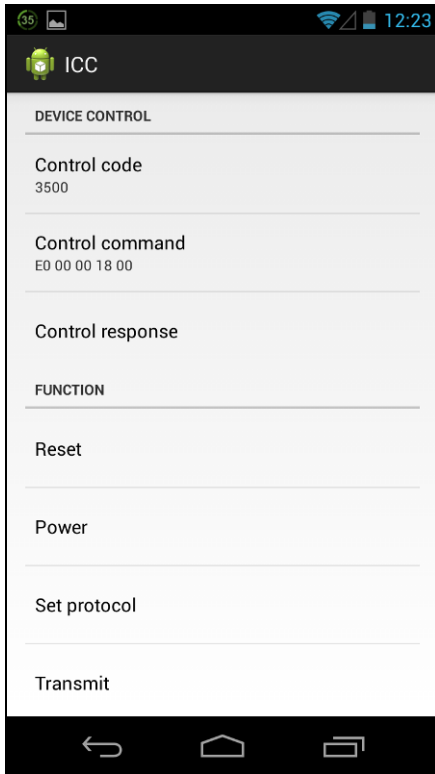 35
12:23
ICC
DEVICE CONTROL
Control code
3500
Control command
E0 00 00 18 00
Control response
FUNCTION
Reset
Power
Set protocol
Transmit